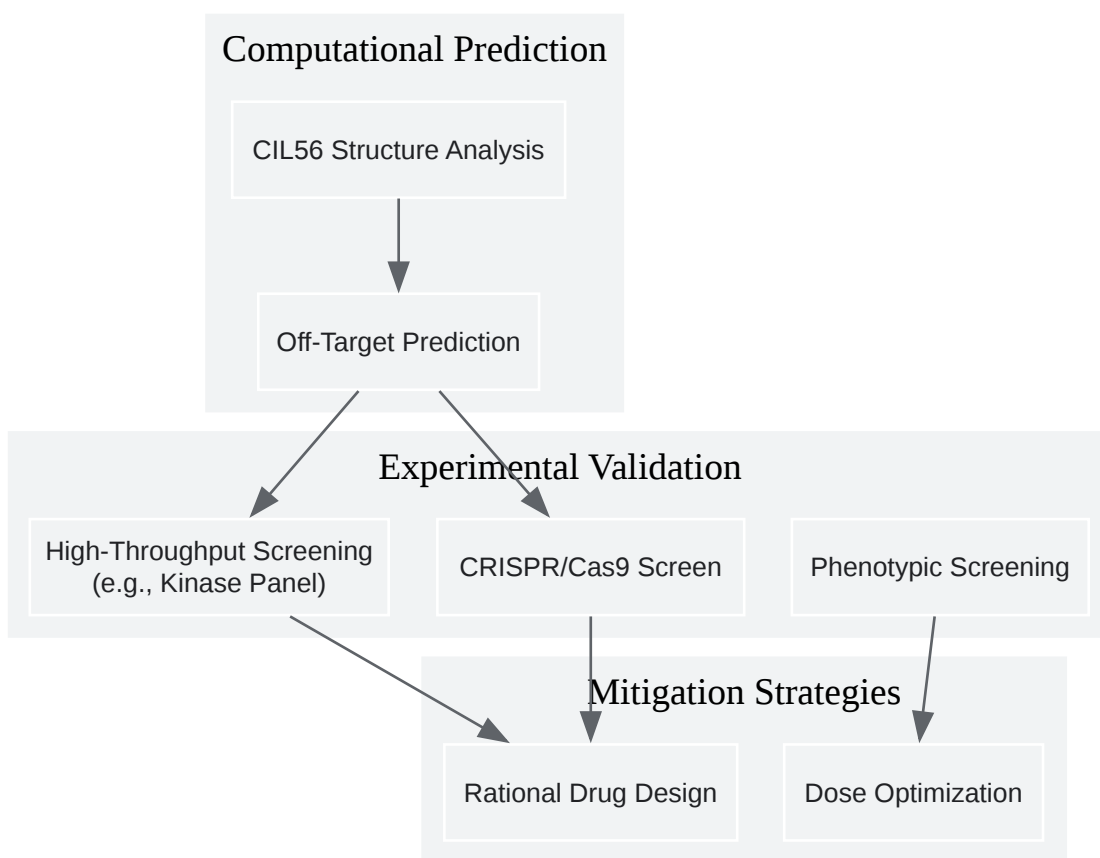 Computational Prediction
CIL56 Structure Analysis
Off-Target Prediction
Experimental Validation
High-Throughput Screening
(e.g., Kinase Panel)
CRISPR/Cas9 Screen
Phenotypic Screening
Mitigation Strategies
Rational Drug Design
Dose Optimization